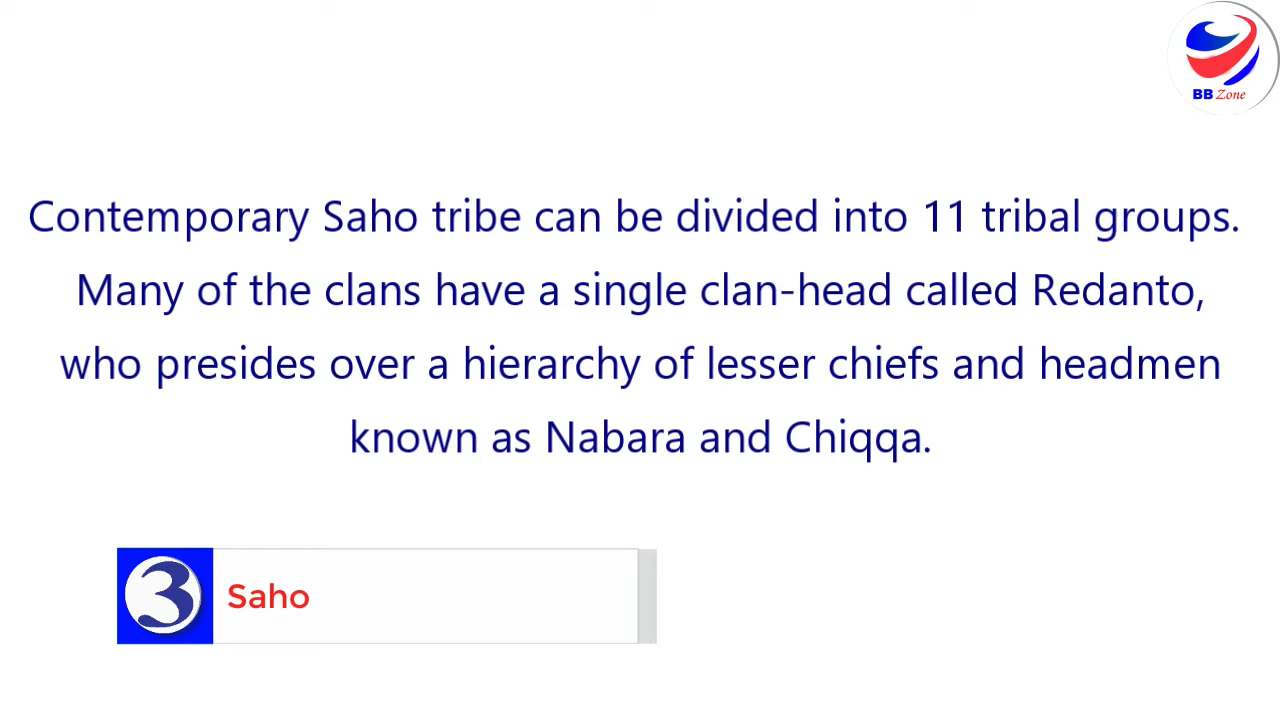 BB Zone
Contemporary Saho tribe can be divided into 11 tribal groups.
Many of the clans have a single clan-head called Redanto,
who presides over a hierarchy of lesser chiefs and headmen
known as Nabara and Chiqqa.
3 Saho